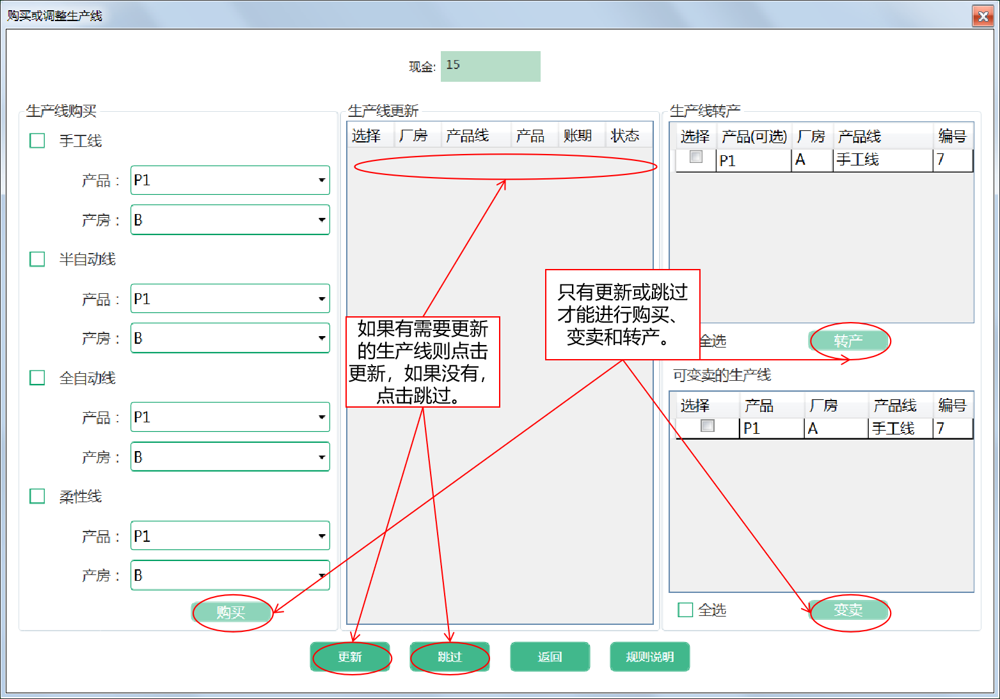 购买或调整生产线
现金: 15
生产线购买
手工线
产品： P1
产房： B
半自动线
产品： P1
产房： B
全自动线
产品： P1
产房： B
柔性线
产品： P1
产房： B
购买
生产线更新
选择 厂房 产品线 产品 账期 状态
如果有需要更新
的生产线则点击
更新，如果没有，
点击跳过。
只有更新或跳过
才能进行购买、
变卖和转产。
生产线转产
选择 产品(可选) 厂房 产品线 编号
P1 A 手工线 7
全选 转产
可变卖的生产线
选择 产品 厂房 产品线 编号
P1 A 手工线 7
全选 变卖
更新 跳过 返回 规则说明